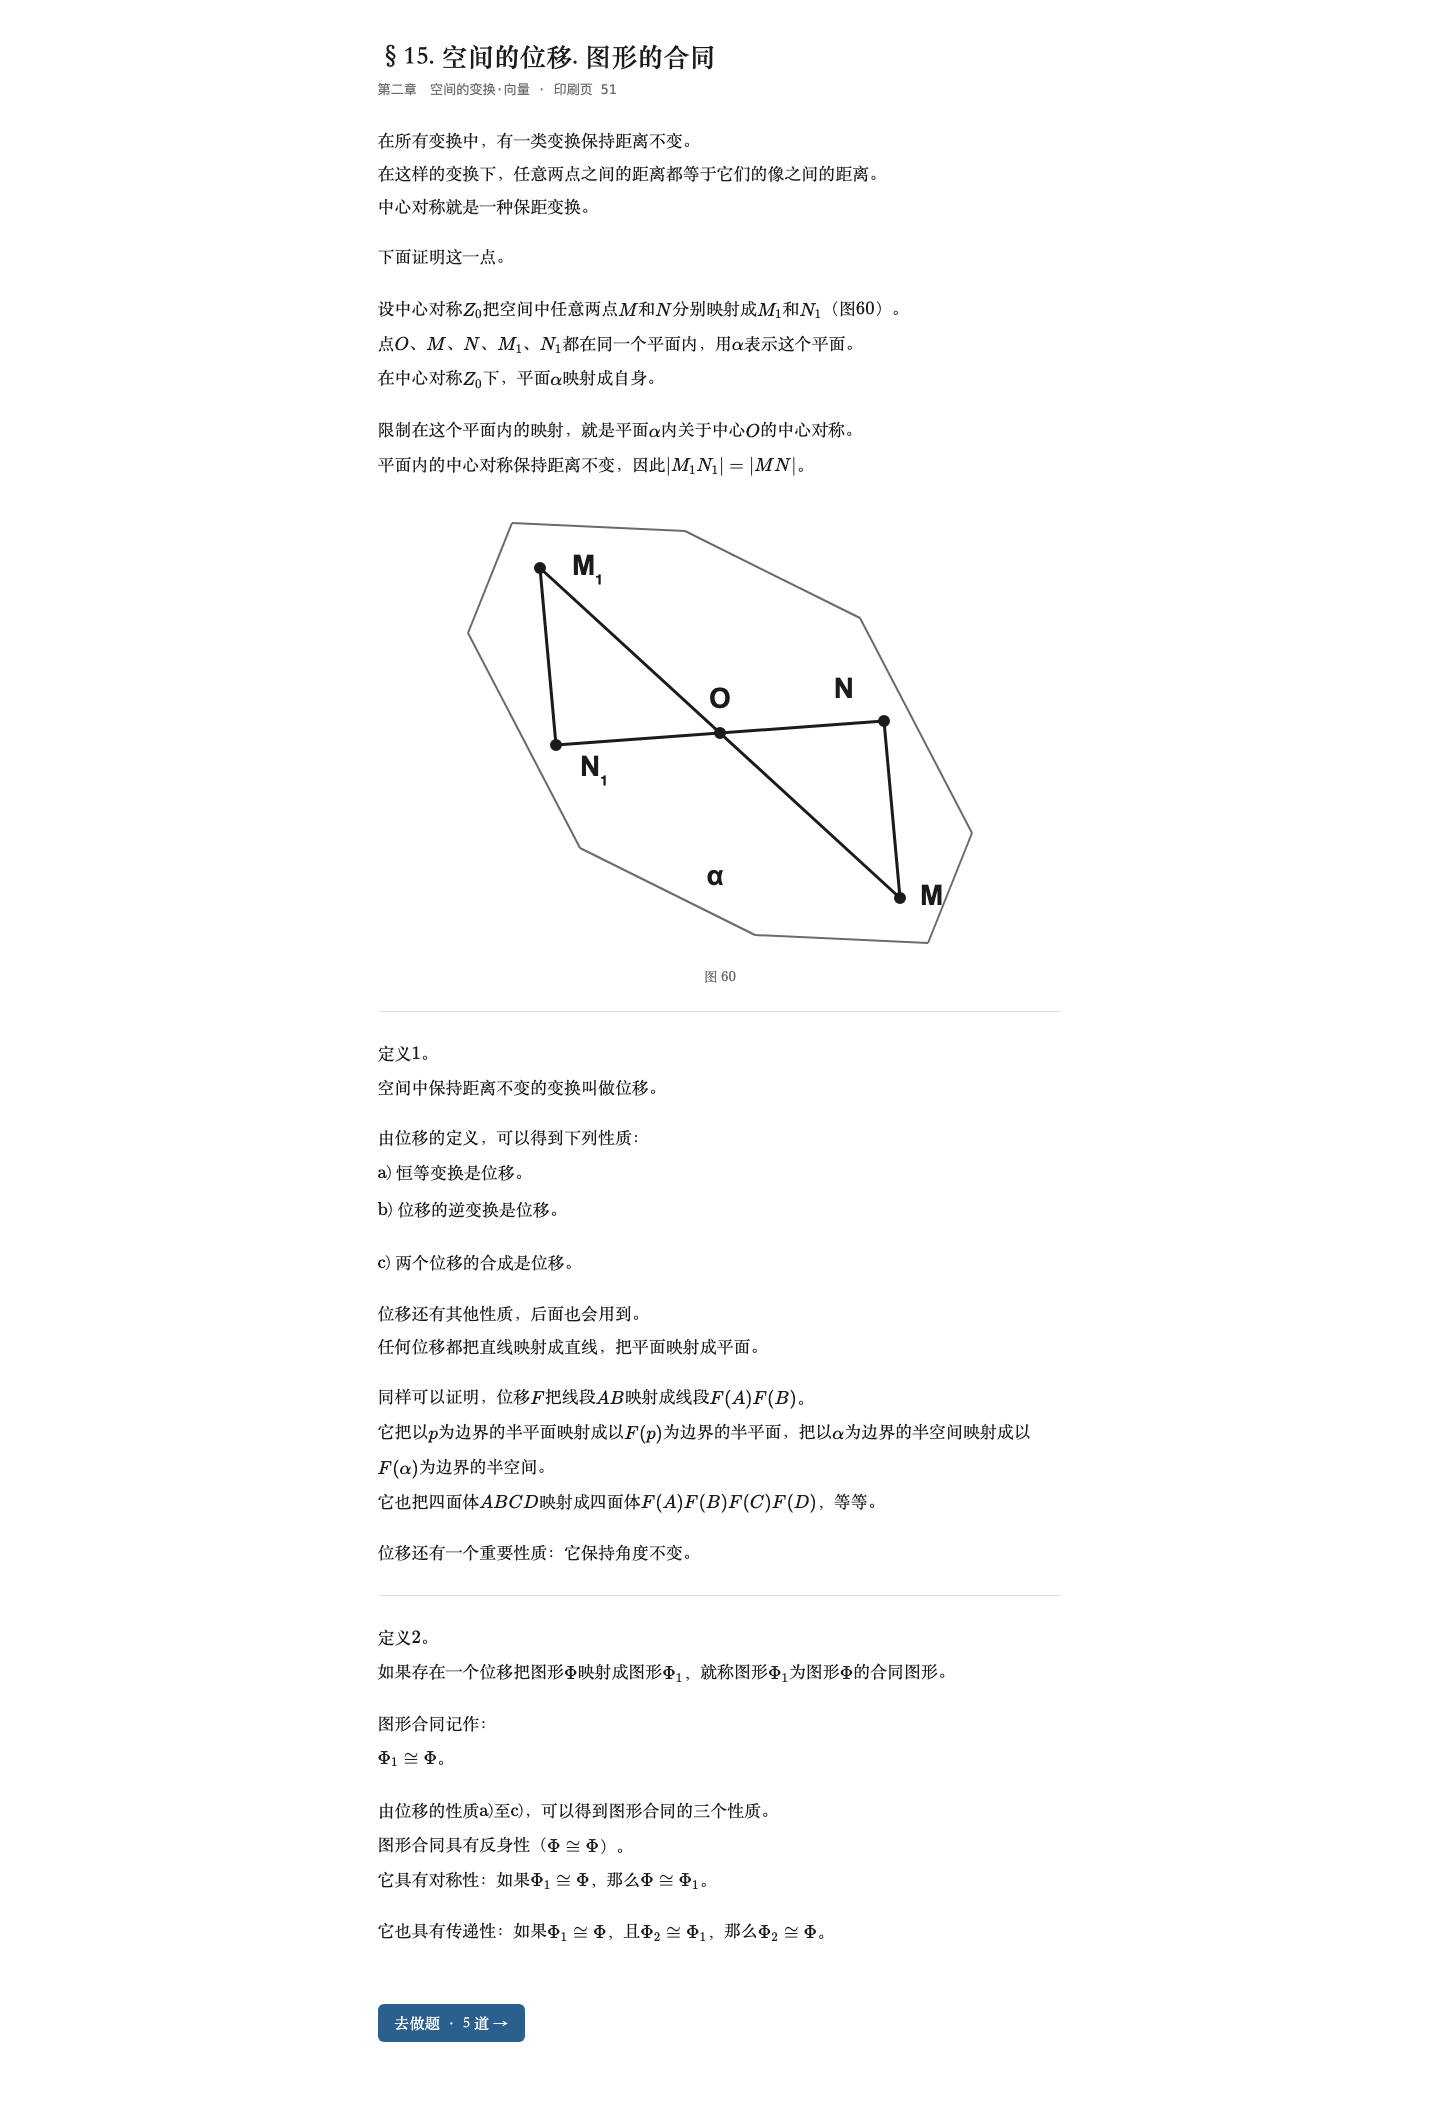 § 15. 空间的位移. 图形的合同
第二章 空间的变换·向量 · 印刷页 51
在所有变换中，有一类变换保持距离不变。
在这样的变换下，任意两点之间的距离都等于它们的像之间的距离。
中心对称就是一种保距变换。
下面证明这一点。
设中心对称Z₀把空间中任意两点M和N分别映射成M₁和N₁（图60）。
点O、M、N、M₁、N₁都在同一个平面内，用α表示这个平面。
在中心对称Z₀下，平面α映射成自身。
限制在这个平面内的映射，就是平面α内关于中心O的中心对称。
平面内的中心对称保持距离不变，因此|M₁N₁| = |MN|。
M₁
O
N
N₁
α
M
图 60
定义1。
空间中保持距离不变的变换叫做位移。
由位移的定义，可以得到下列性质：
a) 恒等变换是位移。
b) 位移的逆变换是位移。
c) 两个位移的合成是位移。
位移还有其他性质，后面也会用到。
任何位移都把直线映射成直线，把平面映射成平面。
同样可以证明，位移F把线段AB映射成线段F(A)F(B)。
它把以p为边界的半平面映射成以F(p)为边界的半平面，把以α为边界的半空间映射成以
F(α)为边界的半空间。
它也把四面体ABCD映射成四面体F(A)F(B)F(C)F(D)，等等。
位移还有一个重要性质：它保持角度不变。
定义2。
如果存在一个位移把图形Φ映射成图形Φ₁，就称图形Φ₁为图形Φ的合同图形。
图形合同记作：
Φ₁ ≅ Φ。
由位移的性质a)至c)，可以得到图形合同的三个性质。
图形合同具有反身性（Φ ≅ Φ）。
它具有对称性：如果Φ₁ ≅ Φ，那么Φ ≅ Φ₁。
它也具有传递性：如果Φ₁ ≅ Φ，且Φ₂ ≅ Φ₁，那么Φ₂ ≅ Φ。
去做题 · 5 道 →